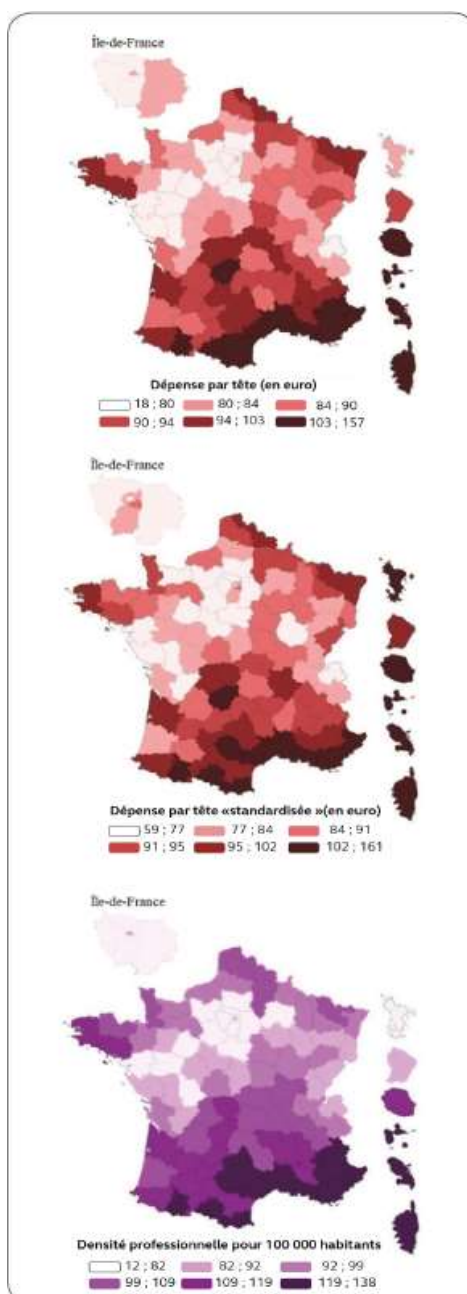 Île-de-France
Dépense par tête (en euro)
18 ; 80 80 ; 84 84 ; 90
90 ; 94 94 ; 103 103 ; 157
Île-de-France
Dépense par tête «standardisée »(en euro)
59 ; 77 77 ; 84 84 ; 91
91 ; 95 95 ; 102 102 ; 161
Île-de-France
Densité professionnelle pour 100 000 habitants
12 ; 82 82 ; 92 92 ; 99
99 ; 109 109 ; 119 119 ; 138